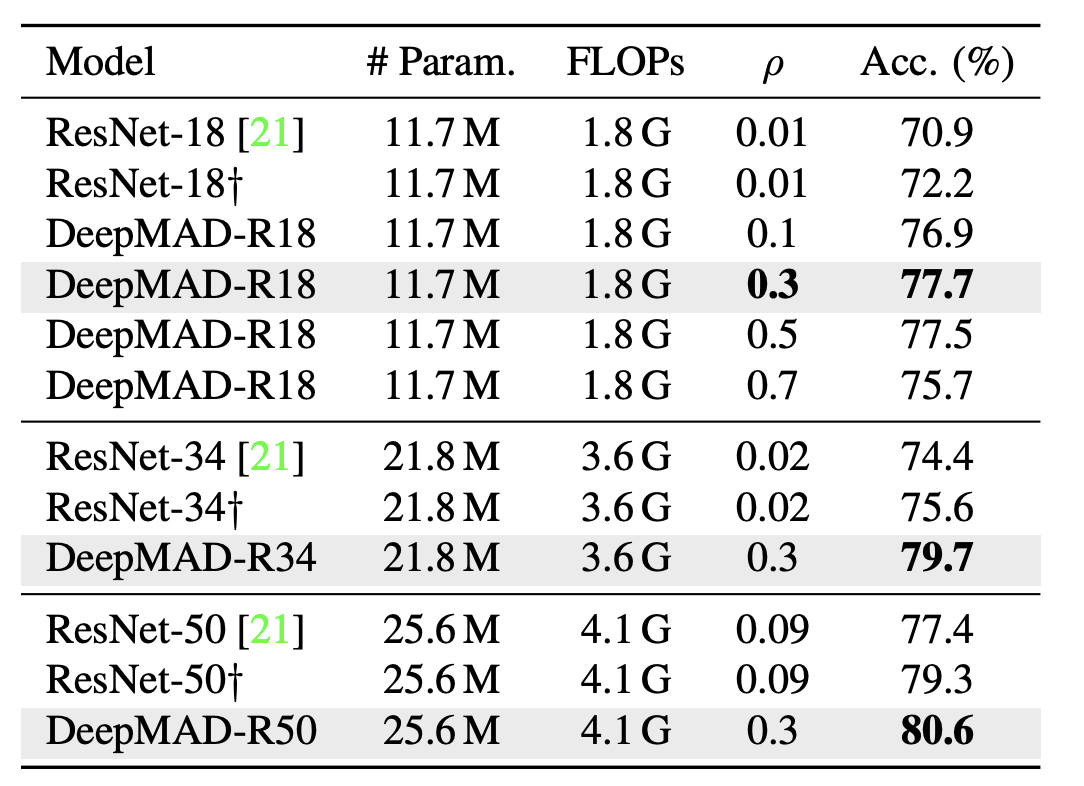 Model # Param. FLOPs ρ Acc. (%)
ResNet-18 [21] 11.7 M 1.8 G 0.01 70.9
ResNet-18† 11.7 M 1.8 G 0.01 72.2
DeepMAD-R18 11.7 M 1.8 G 0.1 76.9
DeepMAD-R18 11.7 M 1.8 G 0.3 77.7
DeepMAD-R18 11.7 M 1.8 G 0.5 77.5
DeepMAD-R18 11.7 M 1.8 G 0.7 75.7
ResNet-34 [21] 21.8 M 3.6 G 0.02 74.4
ResNet-34† 21.8 M 3.6 G 0.02 75.6
DeepMAD-R34 21.8 M 3.6 G 0.3 79.7
ResNet-50 [21] 25.6 M 4.1 G 0.09 77.4
ResNet-50† 25.6 M 4.1 G 0.09 79.3
DeepMAD-R50 25.6 M 4.1 G 0.3 80.6